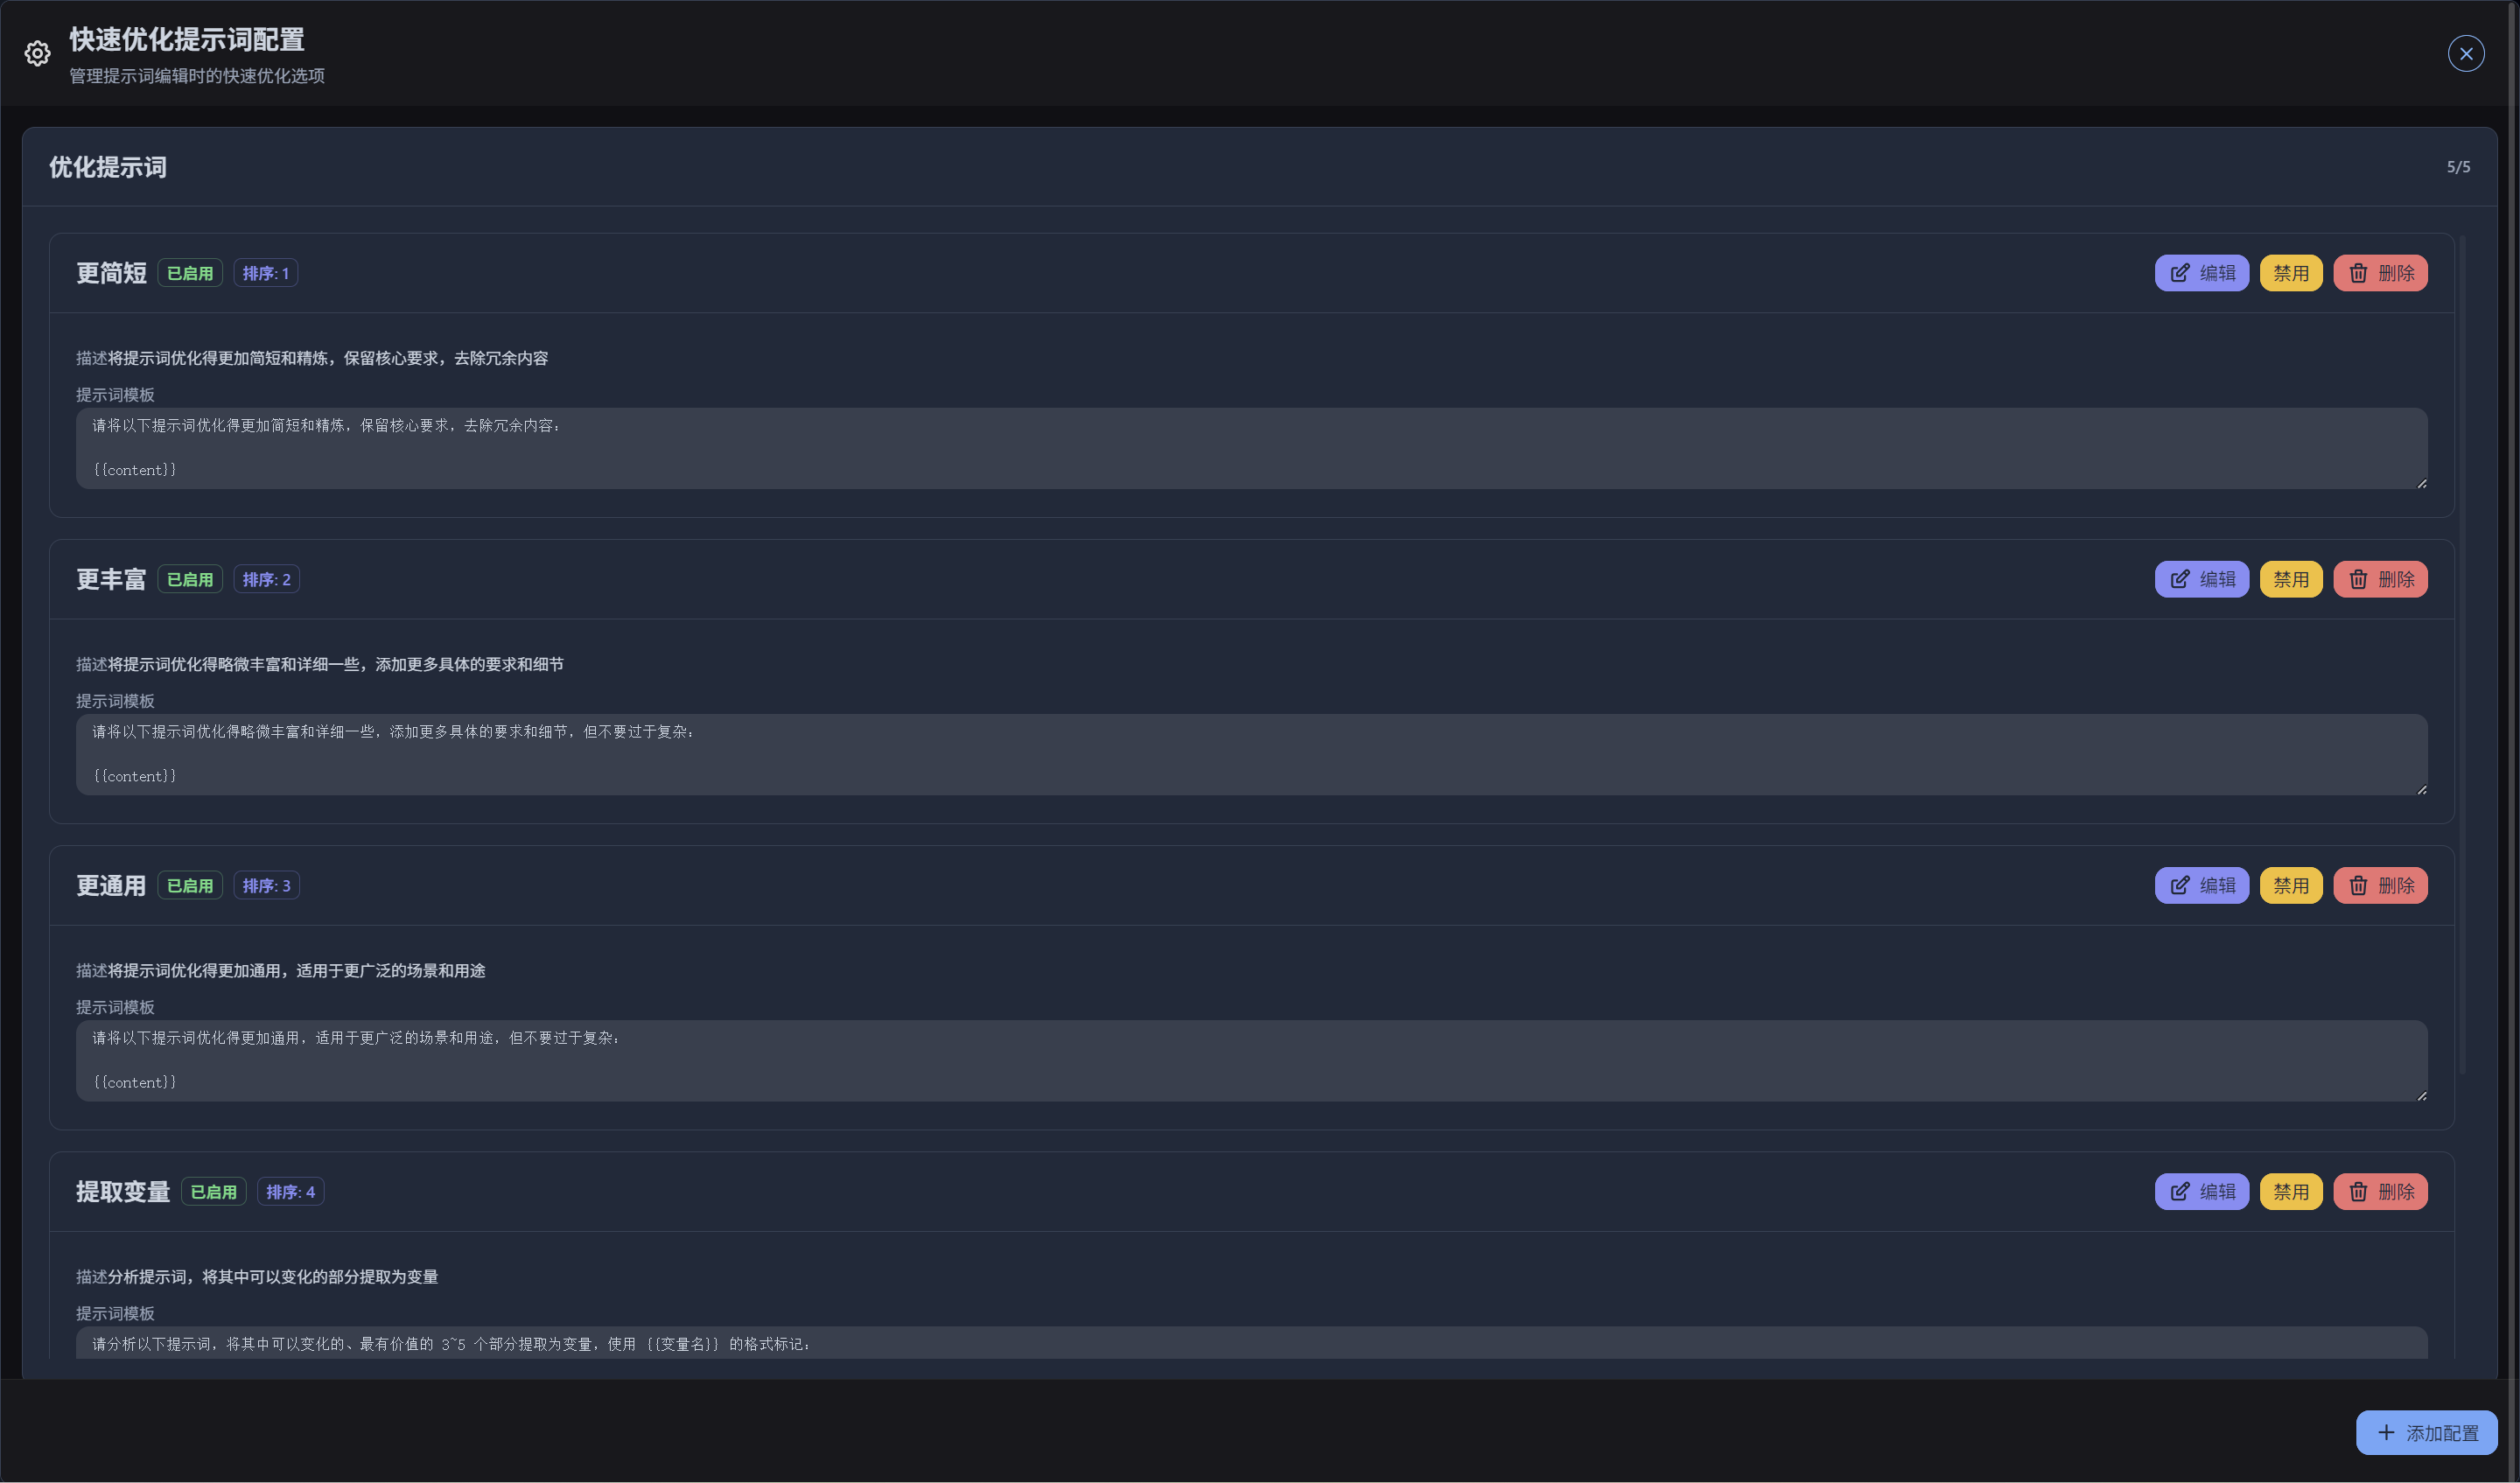 快速优化提示词配置
管理提示词编辑时的快速优化选项
优化提示词
5/5
更简短 已启用 排序: 1 编辑 禁用 删除
描述将提示词优化得更加简短和精炼，保留核心要求，去除冗余内容
提示词模板
请将以下提示词优化得更加简短和精炼，保留核心要求，去除冗余内容：
{{content}}
更丰富 已启用 排序: 2 编辑 禁用 删除
描述将提示词优化得略微丰富和详细一些，添加更多具体的要求和细节
提示词模板
请将以下提示词优化得略微丰富和详细一些，添加更多具体的要求和细节，但不要过于复杂：
{{content}}
更通用 已启用 排序: 3 编辑 禁用 删除
描述将提示词优化得更加通用，适用于更广泛的场景和用途
提示词模板
请将以下提示词优化得更加通用，适用于更广泛的场景和用途，但不要过于复杂：
{{content}}
提取变量 已启用 排序: 4 编辑 禁用 删除
描述分析提示词，将其中可以变化的部分提取为变量
提示词模板
请分析以下提示词，将其中可以变化的、最有价值的 3~5 个部分提取为变量，使用 {{变量名}} 的格式标记：
添加配置